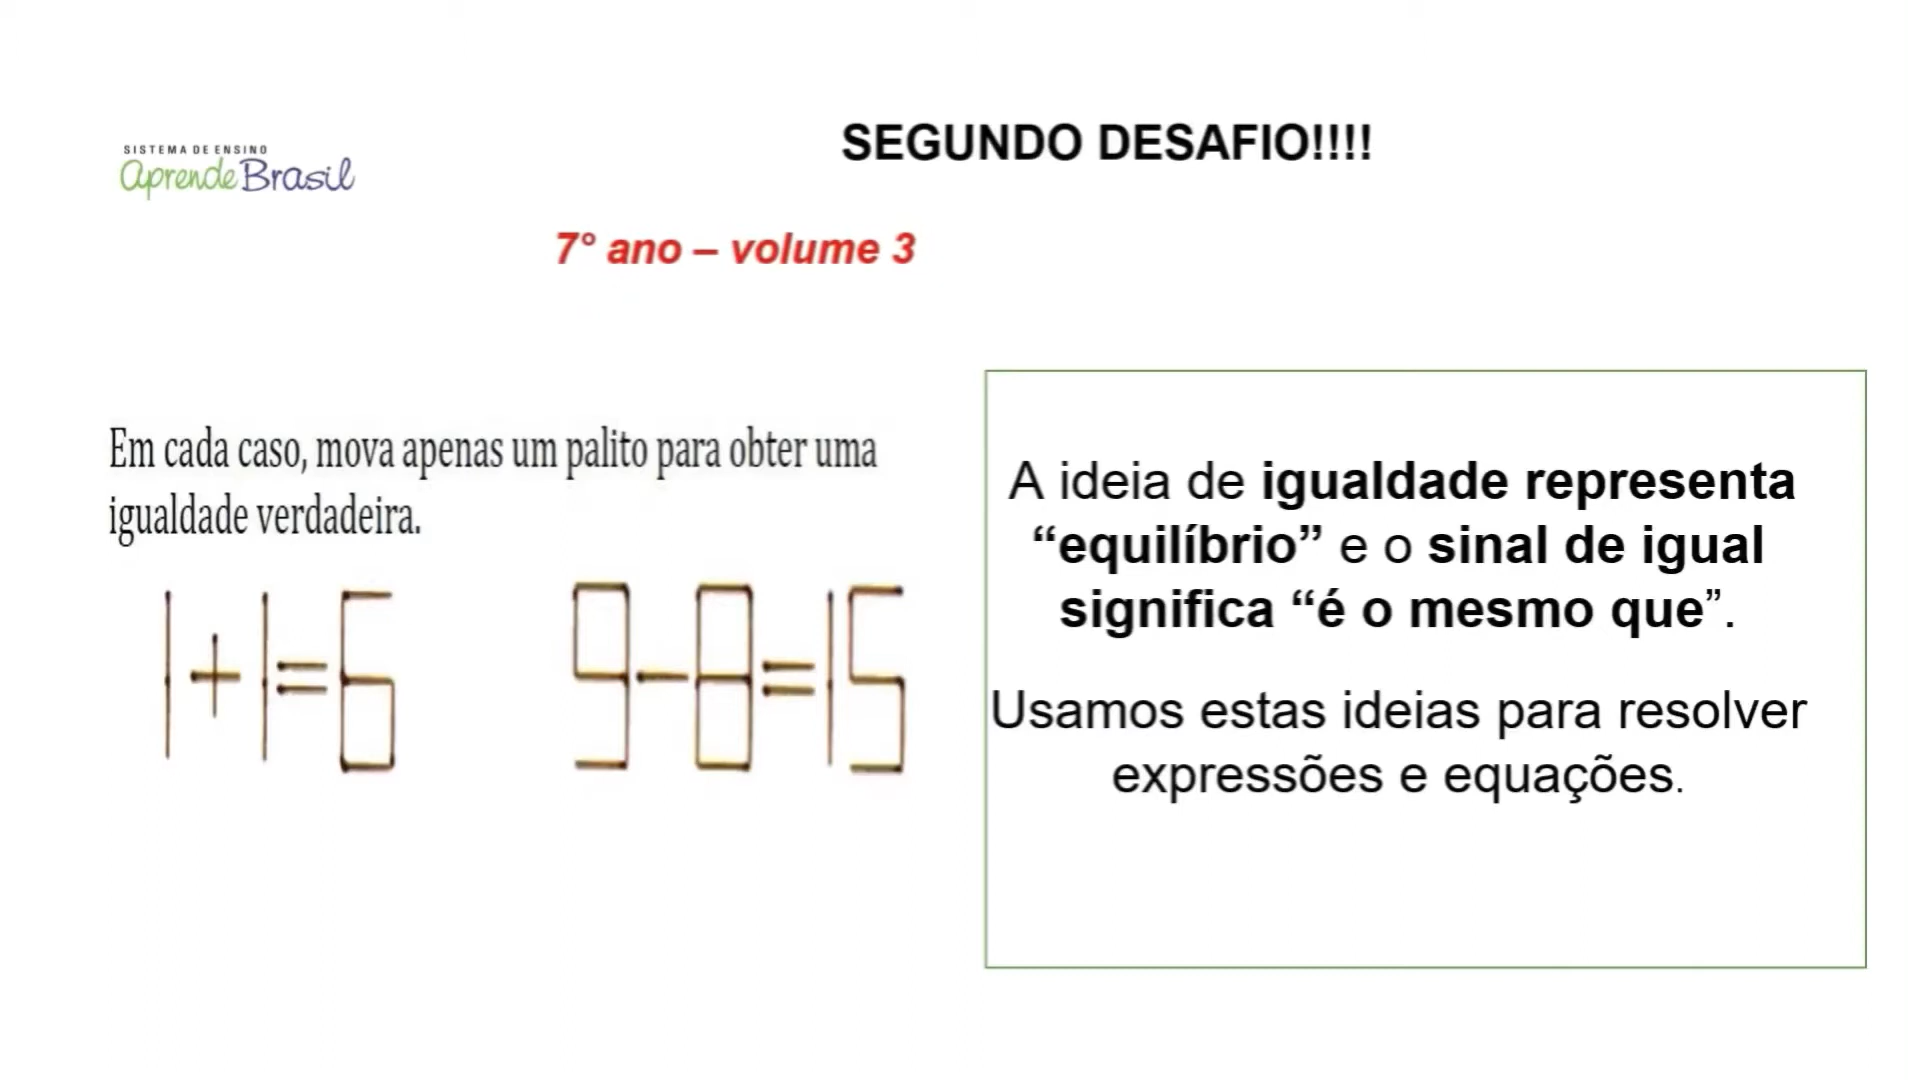 SEGUNDO DESAFIO!!!!
SISTEMA DE ENSINO
aprende Brasil
7° ano – volume 3
Em cada caso, mova apenas um palito para obter uma
igualdade verdadeira.
1+1=6
9-8=15
A ideia de igualdade representa
“equilíbrio” e o sinal de igual
significa “é o mesmo que”.
Usamos estas ideias para resolver
expressões e equações.